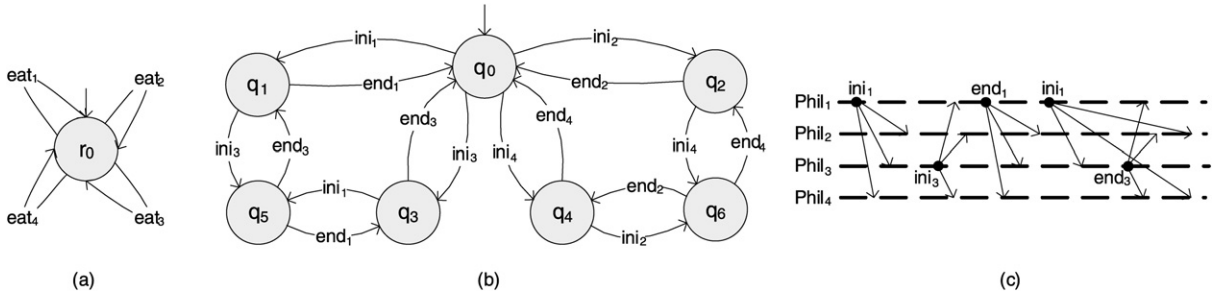 eat₁ eat₂
r₀
eat₄ eat₃
(a)
ini₁ ini₂
q₁ end₁ q₀ end₂ q₂
end₃ end₄
ini₃ end₃ ini₃ ini₄ ini₄ end₄
q₅ ini₁ q₃ q₄ end₂ q₆
end₁ ini₂
(b)
ini₁ end₁ ini₁
Phil₁
Phil₂
Phil₃
ini₃ end₃
Phil₄
(c)